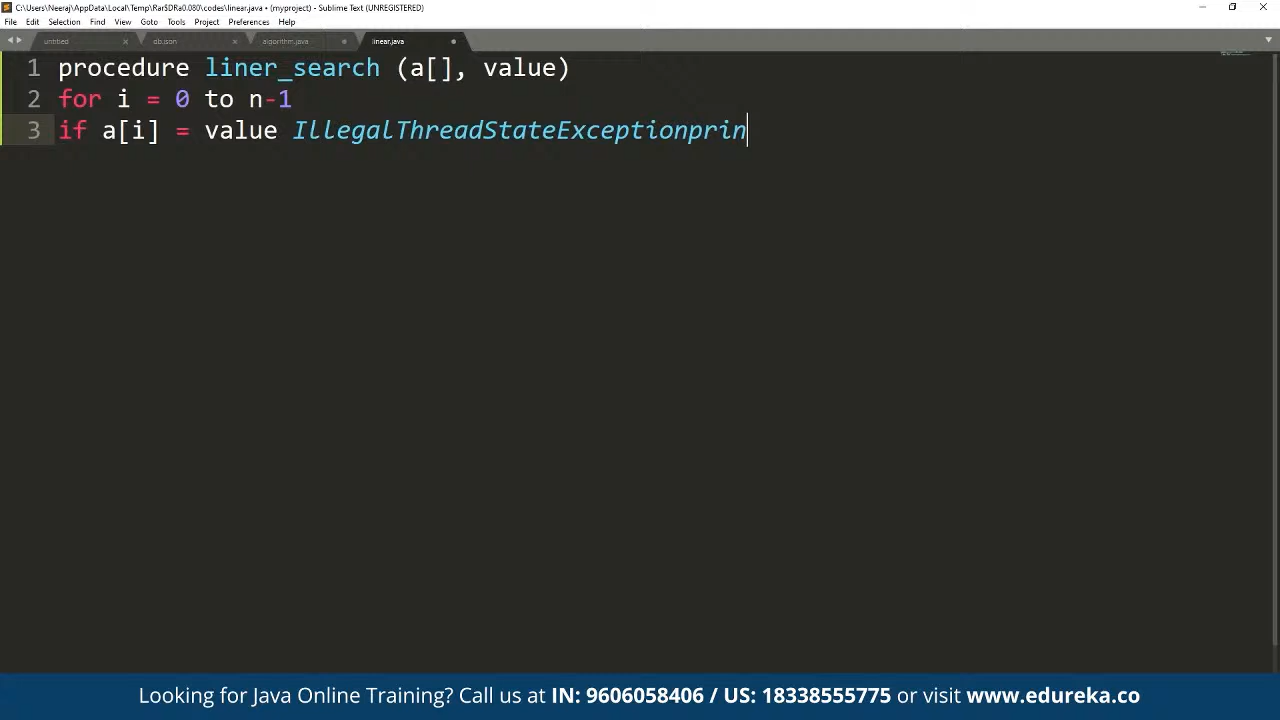 C:\Users\Neeraj\AppData\Local\Temp\Rar$DRa0.080\codes\linear.java • (myproject) - Sublime Text (UNREGISTERED)
File Edit Selection Find View Goto Tools Project Preferences Help
untitled db.json algorithm.java linear.java
1 procedure liner_search (a[], value)
2 for i = 0 to n-1
3 if a[i] = value IllegalThreadStateExceptionprin
Looking for Java Online Training? Call us at IN: 9606058406 / US: 18338555775 or visit www.edureka.co